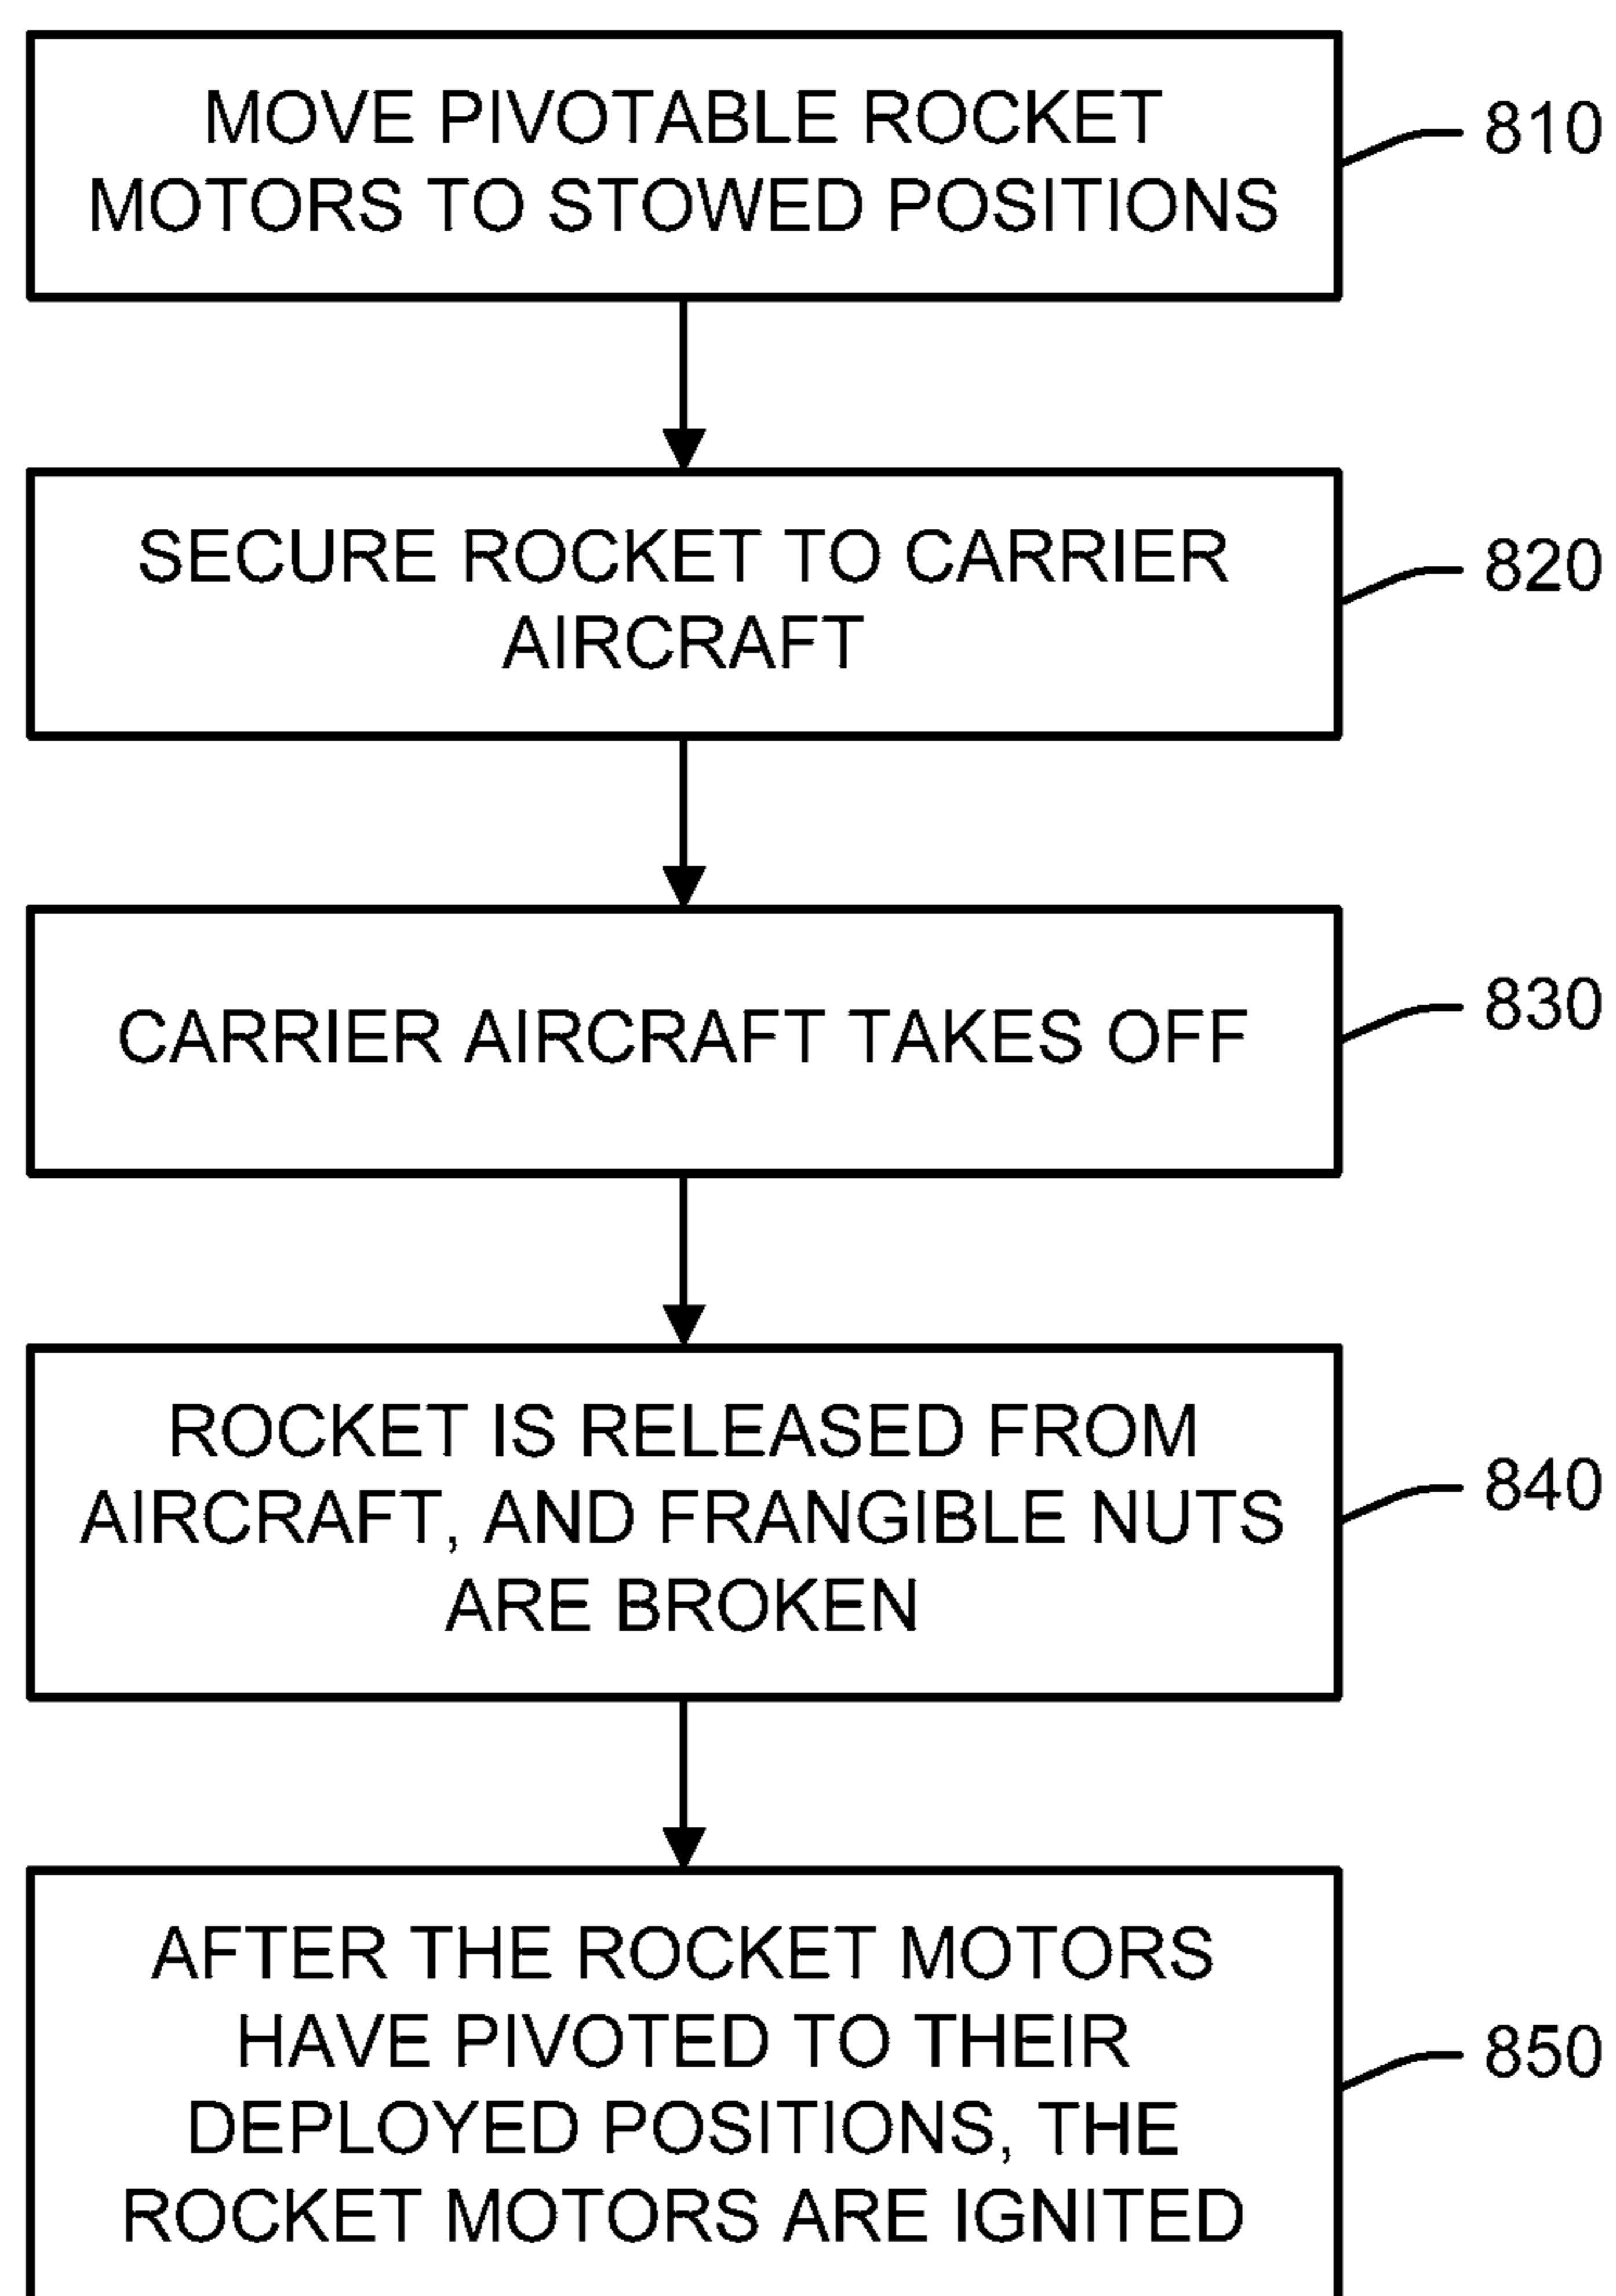 MOVE PIVOTABLE ROCKET
MOTORS TO STOWED POSITIONS
810
SECURE ROCKET TO CARRIER
AIRCRAFT
820
CARRIER AIRCRAFT TAKES OFF
830
ROCKET IS RELEASED FROM
AIRCRAFT, AND FRANGIBLE NUTS
ARE BROKEN
840
AFTER THE ROCKET MOTORS
HAVE PIVOTED TO THEIR
DEPLOYED POSITIONS, THE
ROCKET MOTORS ARE IGNITED
850